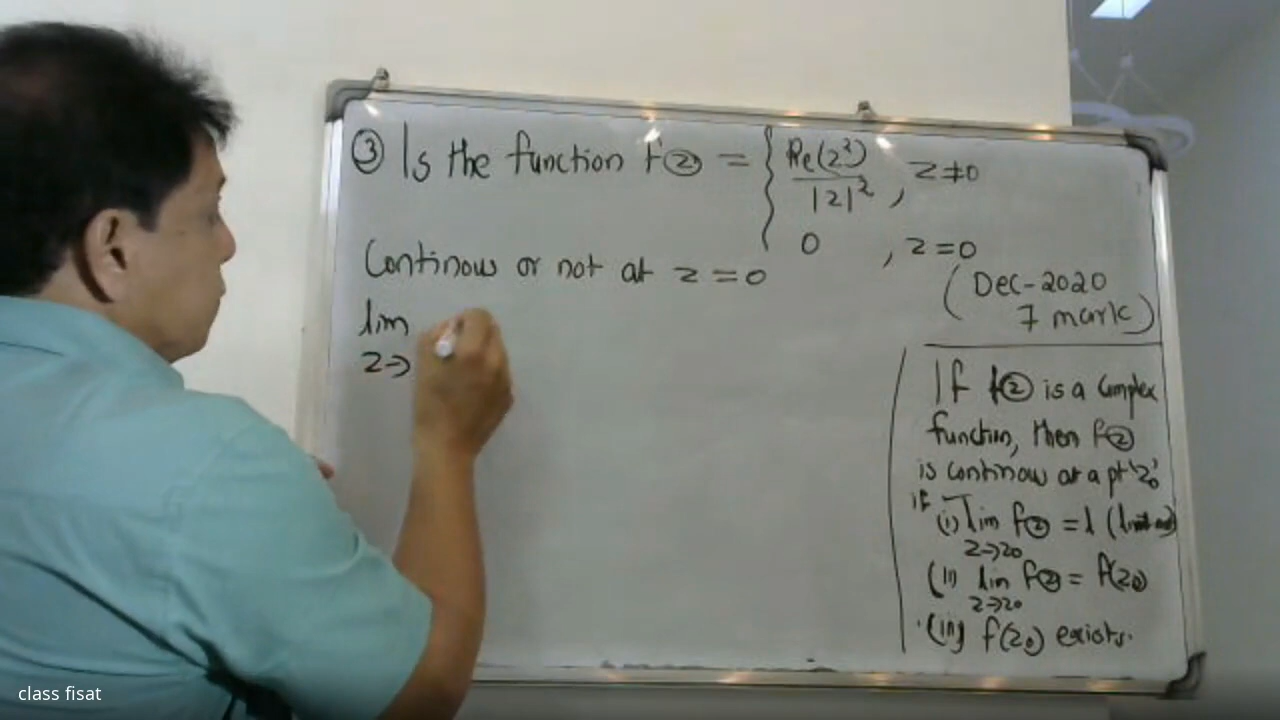 ③ Is the function f(z) = { Re(z²) / |z|² , z≠0
0 , z=0
Continous or not at z=0
(Dec-2020
7 mark)
lim
z→
If f(z) is a complex
function, then f(z)
is continous at a pt 'z₀'
if
(i) lim f(z) = l (limit
z→z0
(ii) lim f(z) = f(z₀)
z→z0
(iii) f(z₀) exists.
class fisat